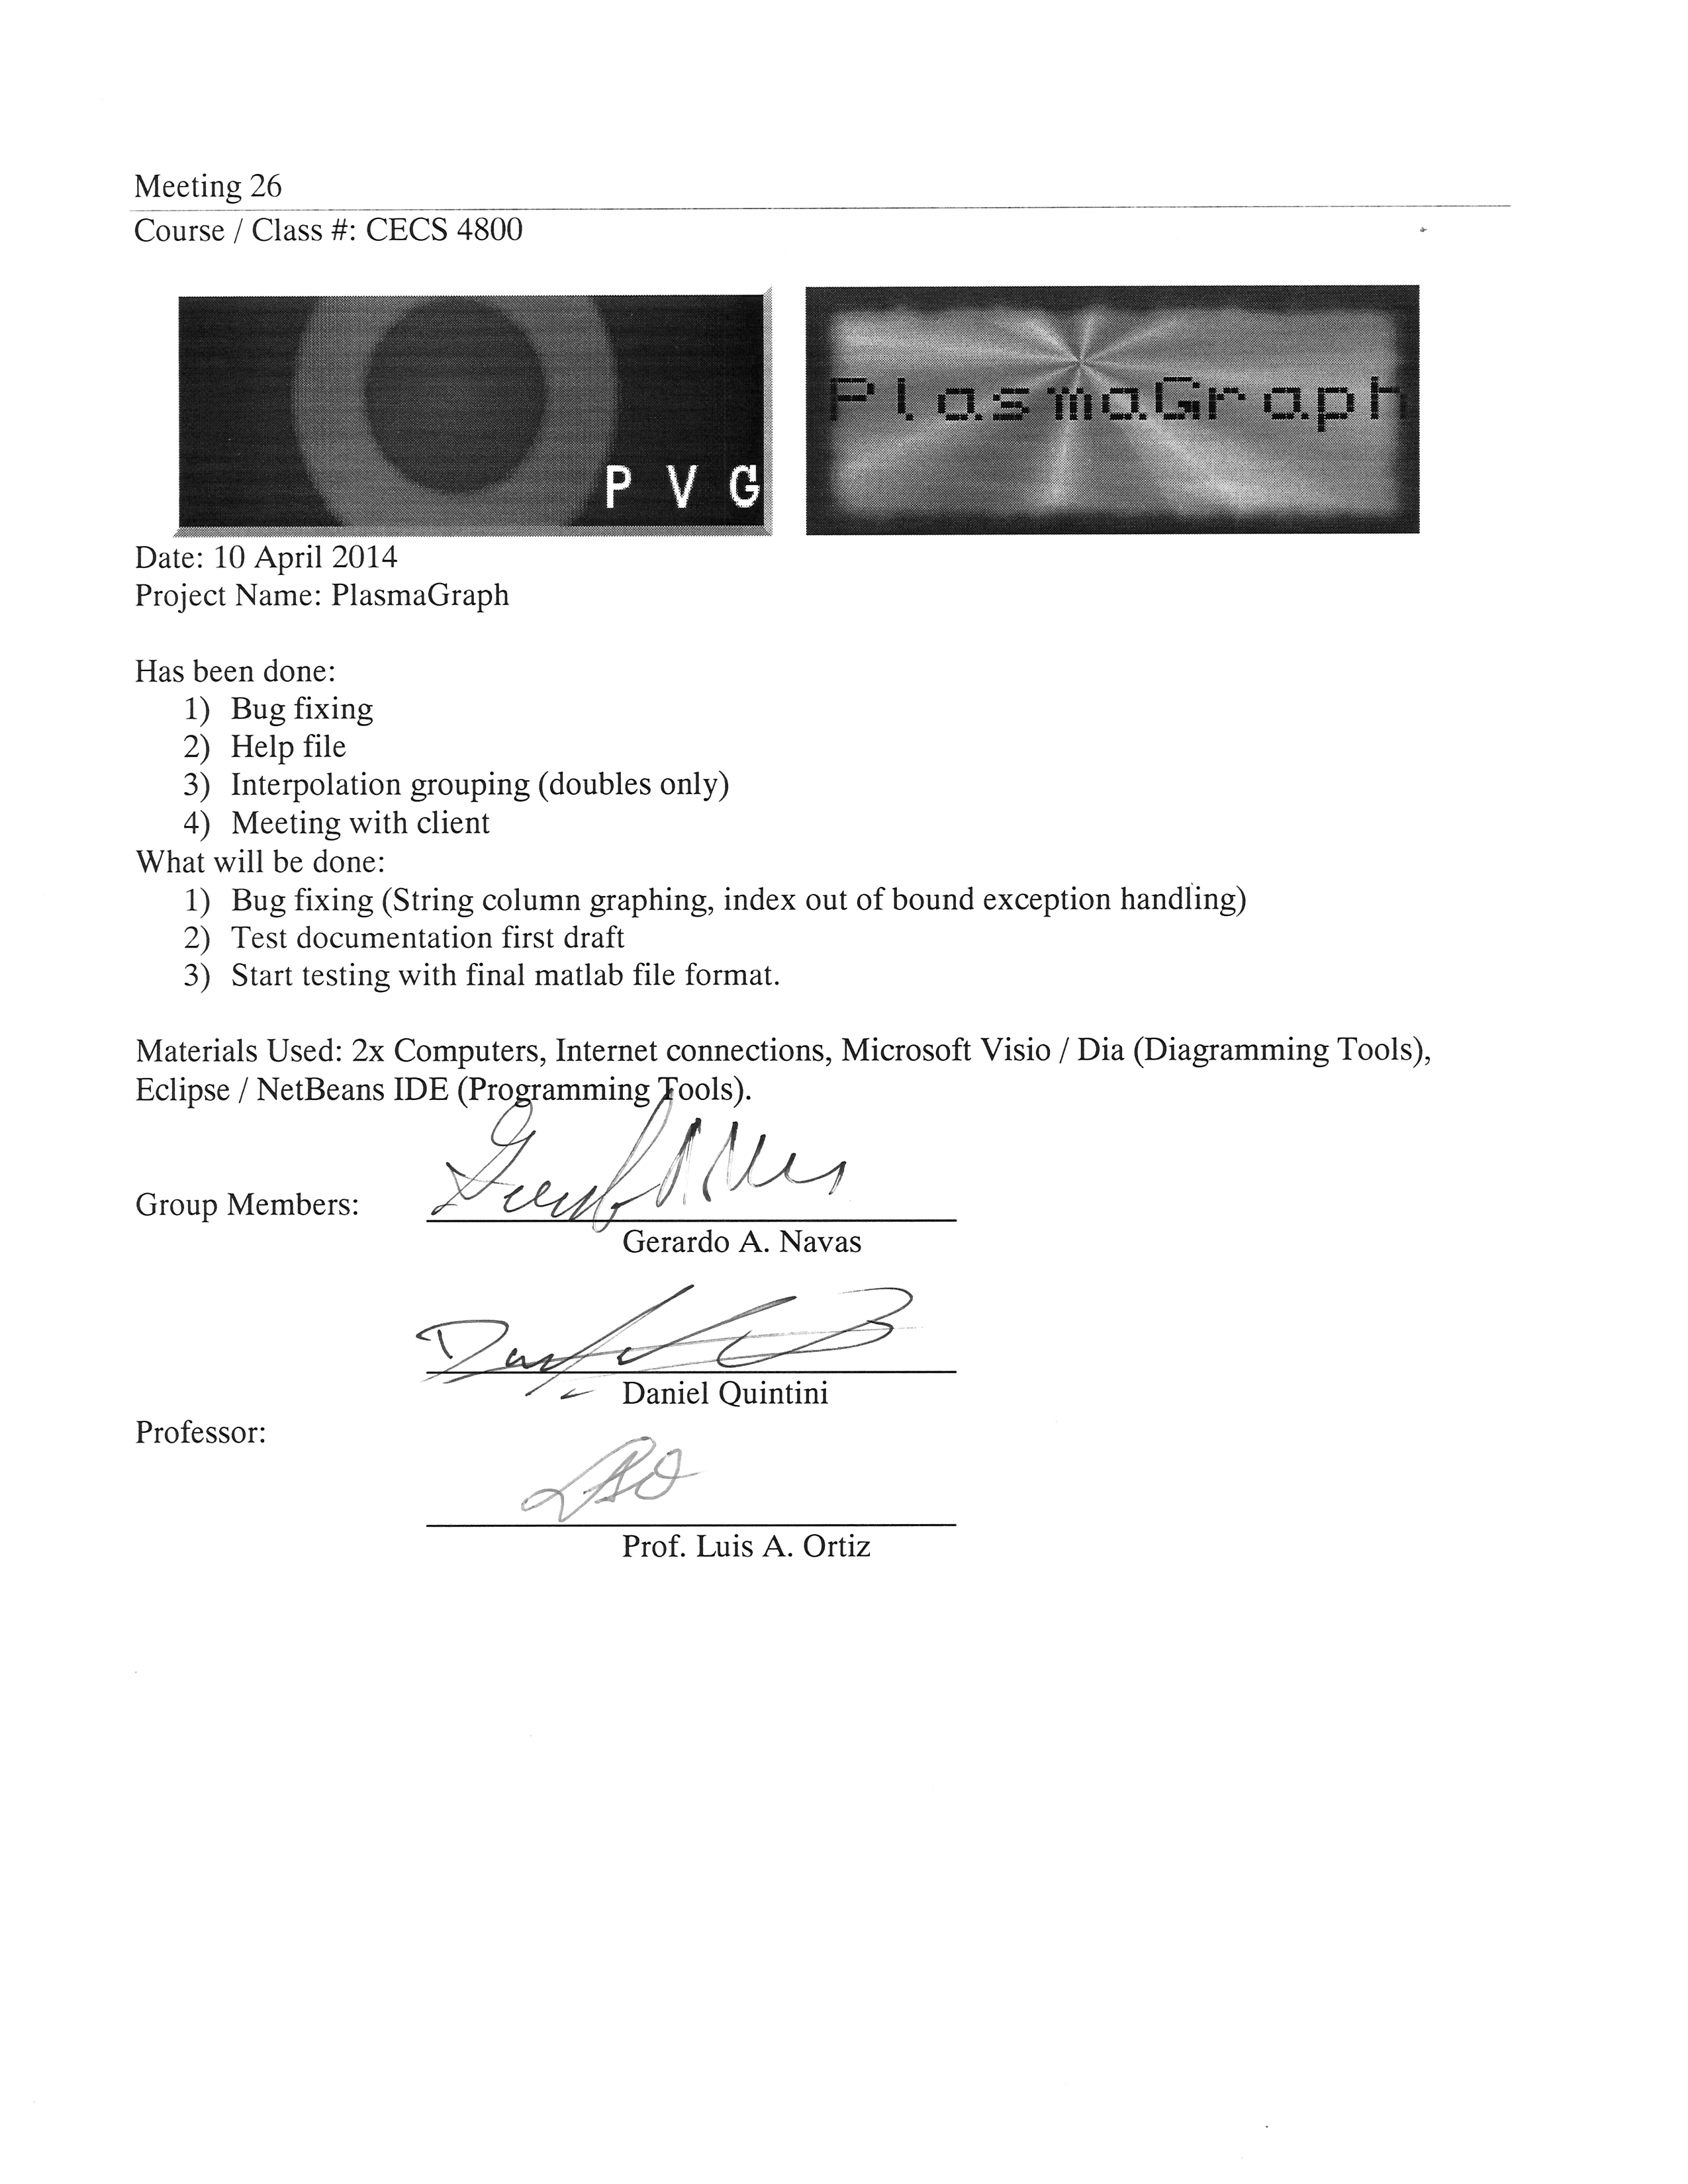 Meeting 26
Course / Class #: CECS 4800
P V G
PlasmaGraph
Date: 10 April 2014
Project Name: PlasmaGraph
Has been done:
1) Bug fixing
2) Help file
3) Interpolation grouping (doubles only)
4) Meeting with client
What will be done:
1) Bug fixing (String column graphing, index out of bound exception handling)
2) Test documentation first draft
3) Start testing with final matlab file format.
Materials Used: 2x Computers, Internet connections, Microsoft Visio / Dia (Diagramming Tools),
Eclipse / NetBeans IDE (Programming Tools).
Group Members:
Gerardo A. Navas
Daniel Quintini
Professor:
Prof. Luis A. Ortiz